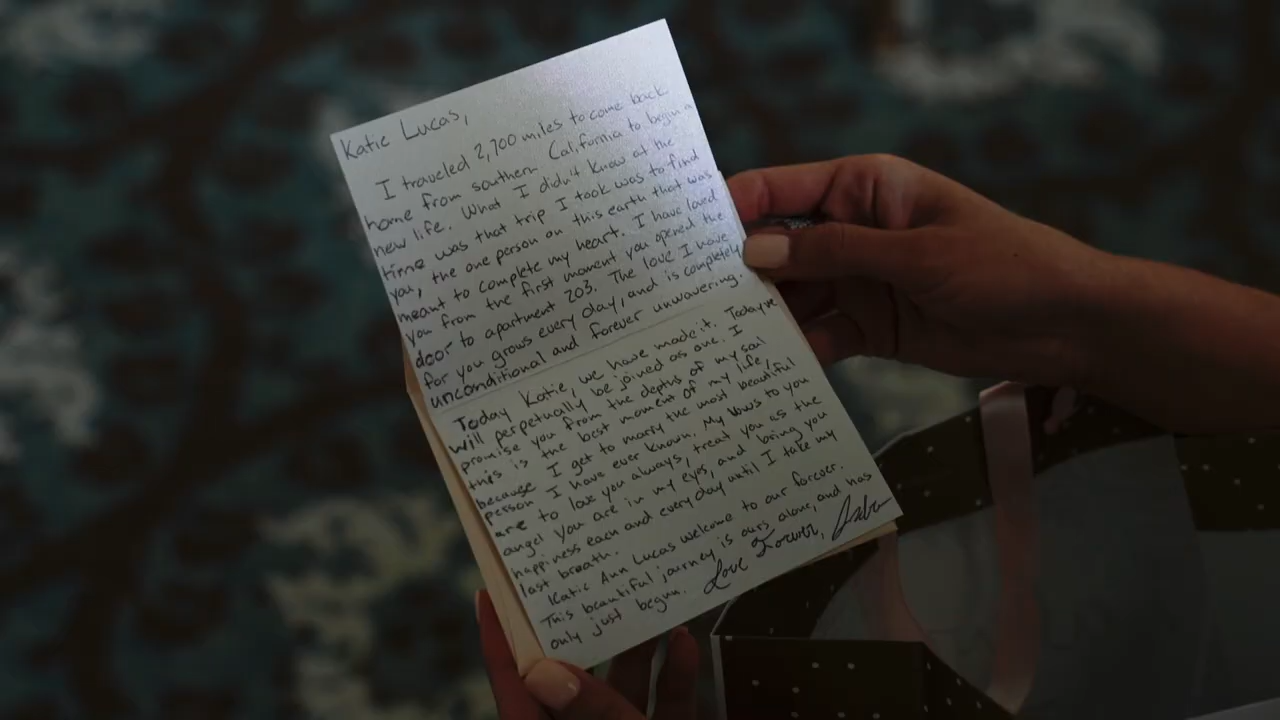 Katie Lucas,
I traveled 2,700 miles to come back
home from southern California to begin a
new life. What I didn't know at the
time was that trip I took was to find
you, the one person on this earth that was
meant to complete my heart. I have loved
you from the first moment you opened the
door to apartment 203. The love I have
for you grows every day, and is completely
unconditional and forever unwavering.
Today Katie, we have made it. Today we
will perpetually be joined as one. I
promise you from the depths of my soul
this is the best moment of my life,
because I get to marry the most beautiful
person I have ever known. My vows to you
are to love you always, treat you as the
angel you are in my eyes, and bring you
happiness each and every day until I take my
last breath.
Katie Ann Lucas welcome to our forever.
This beautiful journey is ours alone, and has
only just begun. Love Forever,